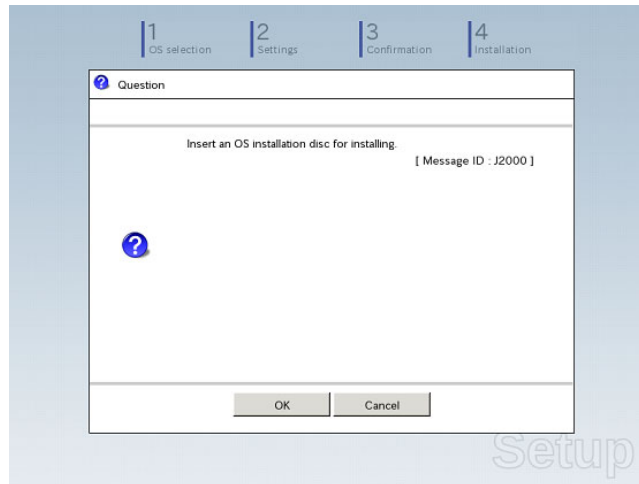 1
OS selection
2
Settings
3
Confirmation
4
Installation
Question
Insert an OS installation disc for installing.
[ Message ID : J2000 ]
OK
Cancel
Setup